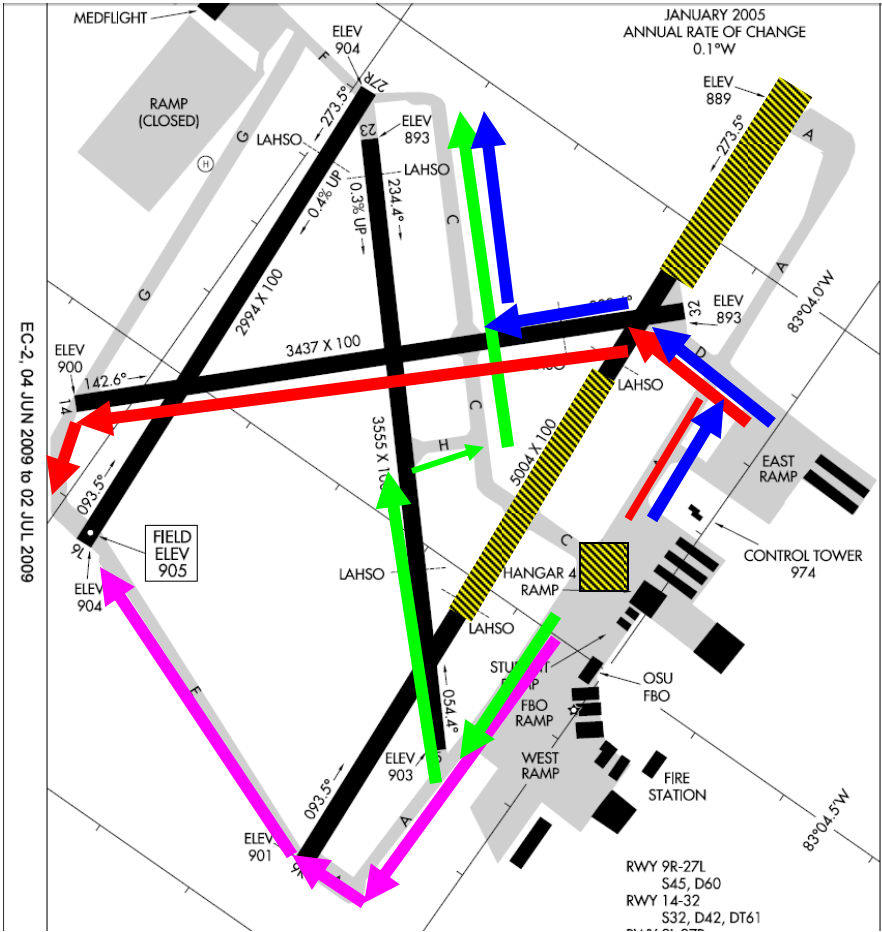 MEDFLIGHT
JANUARY 2005
ANNUAL RATE OF CHANGE
0.1°W
ELEV
904
F
27R
ELEV
889
RAMP
(CLOSED)
G
273.5°
273.5°
A
LAHSO
23
ELEV
893
H
LAHSO
0.4% UP
0.3% UP
234.4°
C
A
G
2994 X 100
83°04.0'W
32
ELEV
893
3437 X 100
ELEV
900
142.6°
D
14
LAHSO
C
EC-2, 04 JUN 2009 to 02 JUL 2009
H
3555 X
5004 X 100
EAST
RAMP
093.5°
9L
FIELD
ELEV
905
C
CONTROL TOWER
974
LAHSO
HANGAR 4
RAMP
ELEV
904
LAHSO
OSU
FBO
F
054.4°
FBO
RAMP
WEST
RAMP
ELEV
903
FIRE
STATION
093.5°
A
83°04.5'W
ELEV
901
RWY 9R-27L
S45, D60
RWY 14-32
S32, D42, DT61